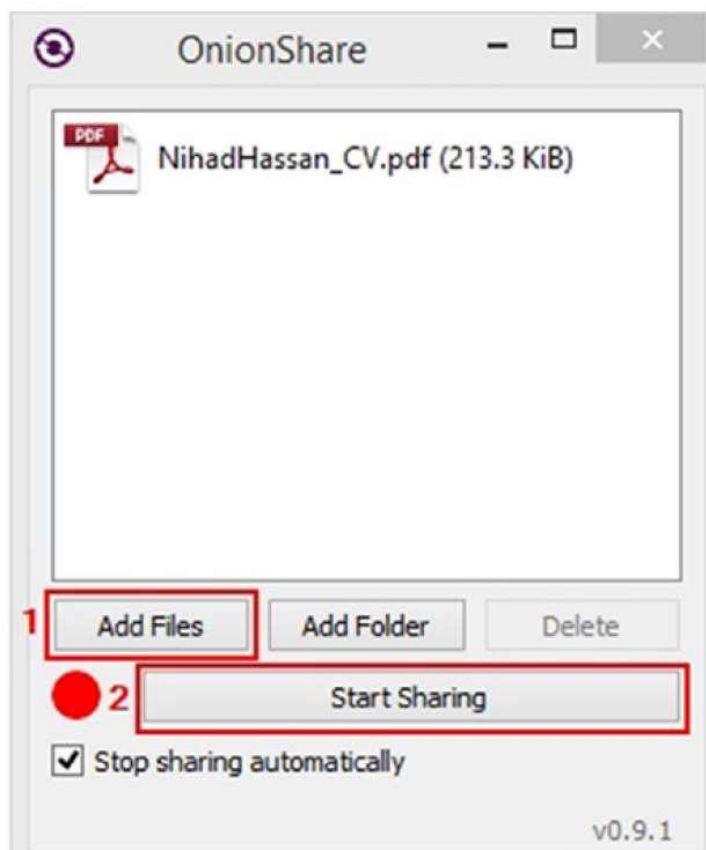 OnionShare
PDF
NihadHassan_CV.pdf (213.3 KiB)
1 Add Files Add Folder Delete
2 Start Sharing
Stop sharing automatically
v0.9.1